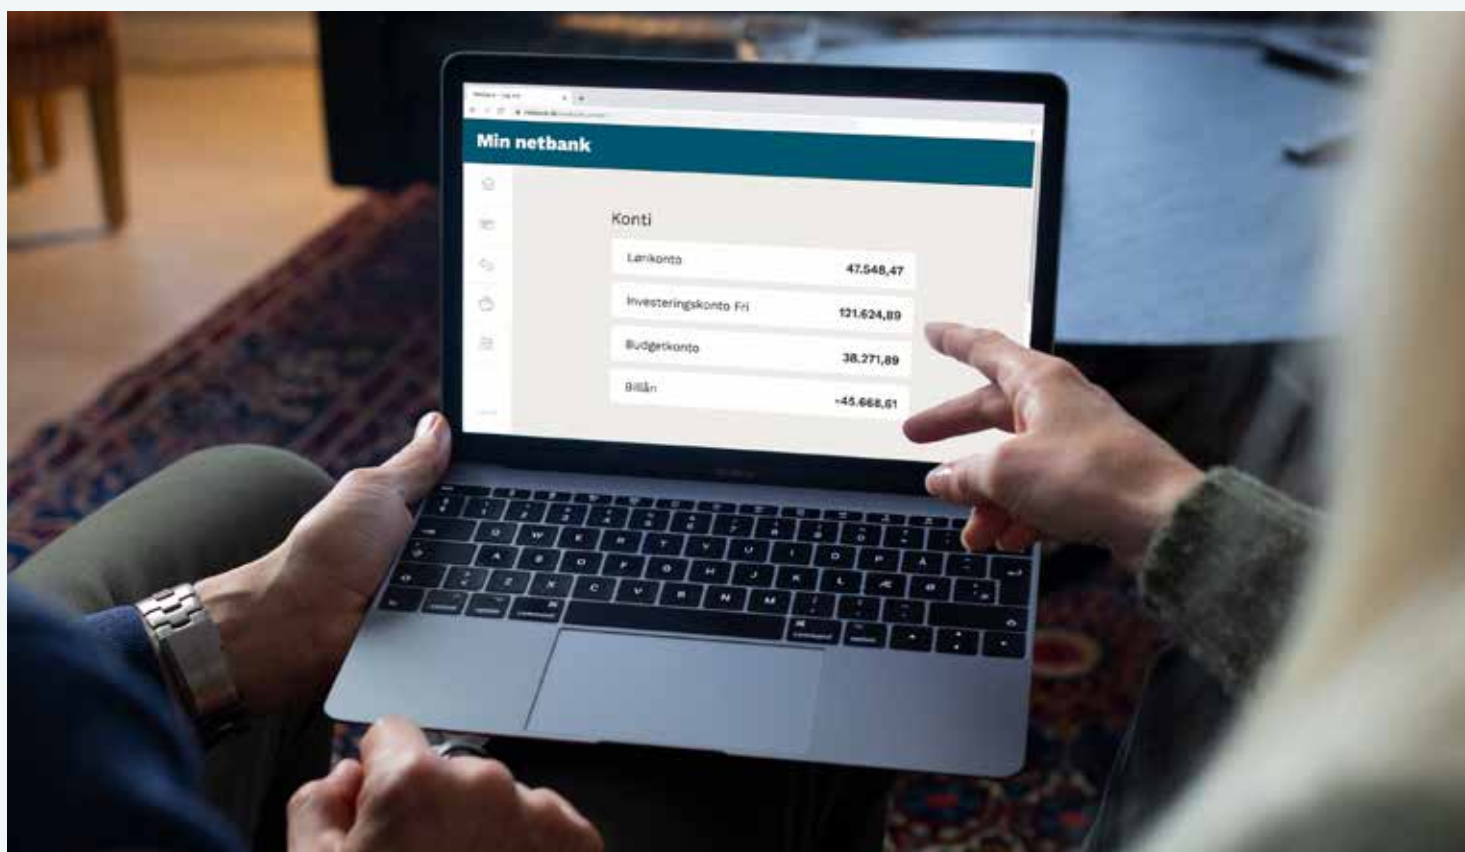 Min netbank
Konti
Lønkonto 47.548,47
Investeringskonto Fri 121.624,89
Budgetkonto 38.271,89
Billån -45.668,61
Q W E R T Y U I O P Å
A S D F G H J K L Æ Ø
Z X C V B N M